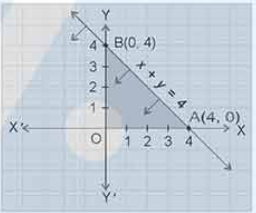 Y
4
B(0, 4)
3
x + y = 4
2
1
A(4, 0)
X'
O
1
2
3
4
X
Y'